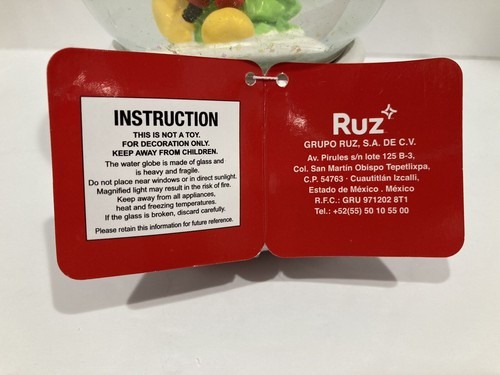 INSTRUCTION
THIS IS NOT A TOY.
FOR DECORATION ONLY.
KEEP AWAY FROM CHILDREN.
The water globe is made of glass and
is heavy and fragile.
Do not place near windows or in direct sunlight.
Magnified light may result in the risk of fire.
Keep away from all appliances,
heat and freezing temperatures.
If the glass is broken, discard carefully.
Please retain this information for future reference.
Ruz
GRUPO RUZ, S.A. DE C.V.
Av. Pirules s/n lote 125 B-3,
Col. San Martín Obispo Tepetlixpa,
C.P. 54763 · Cuautitlán Izcalli,
Estado de México . México
R.F.C.: GRU 971202 8T1
Tel.: +52(55) 50 10 55 00